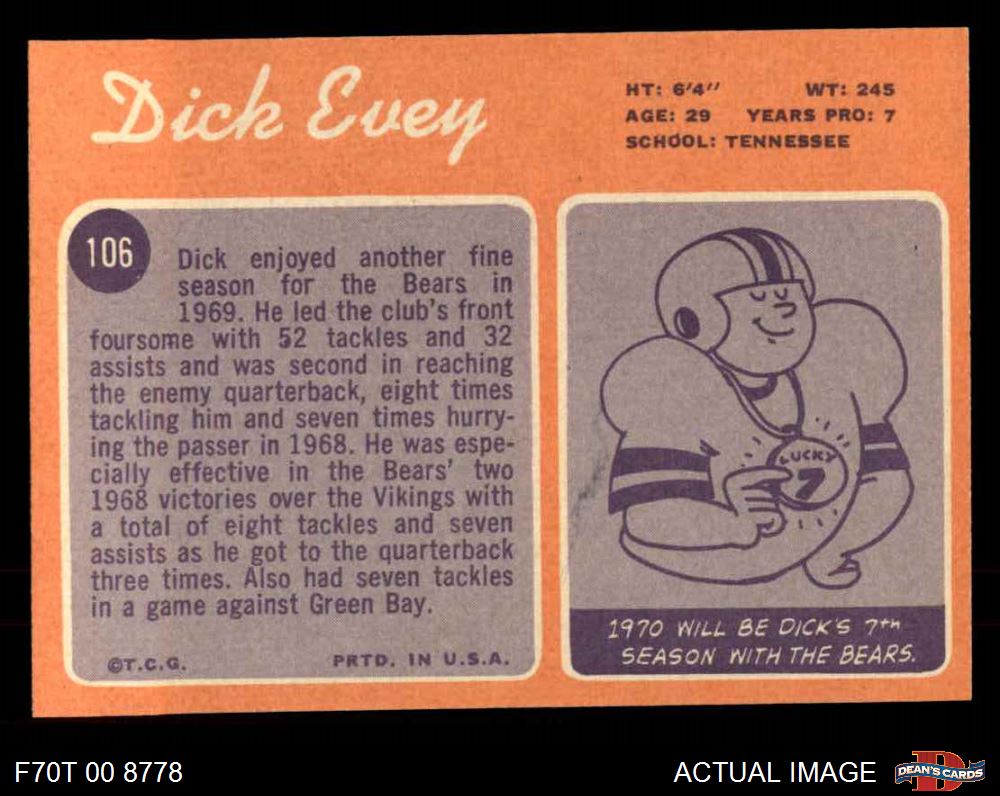 Dick Evey
HT: 6'4" WT: 245
AGE: 29 YEARS PRO: 7
SCHOOL: TENNESSEE
106
Dick enjoyed another fine
season for the Bears in
1969. He led the club's front
foursome with 52 tackles and 32
assists and was second in reaching
the enemy quarterback, eight times
tackling him and seven times hurry-
ing the passer in 1968. He was espe-
cially effective in the Bears' two
1968 victories over the Vikings with
a total of eight tackles and seven
assists as he got to the quarterback
three times. Also had seven tackles
in a game against Green Bay.
©T.C.G. PRTD. IN U.S.A.
LUCKY
7
1970 WILL BE DICK'S 7th
SEASON WITH THE BEARS.
F70T 00 8778
ACTUAL IMAGE
D
DEAN'S CARDS